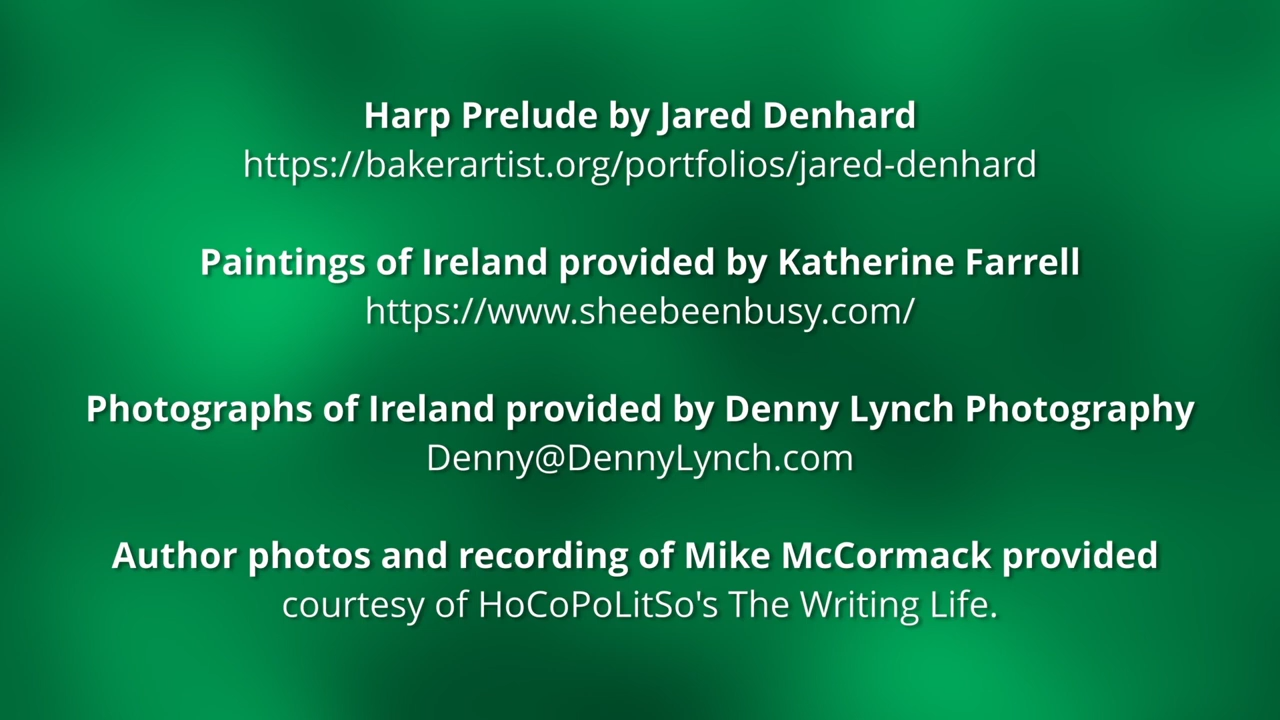 Harp Prelude by Jared Denhard
https://bakerartist.org/portfolios/jared-denhard
Paintings of Ireland provided by Katherine Farrell
https://www.sheebeenbusy.com/
Photographs of Ireland provided by Denny Lynch Photography
Denny@DennyLynch.com
Author photos and recording of Mike McCormack provided
courtesy of HoCoPoLitSo's The Writing Life.